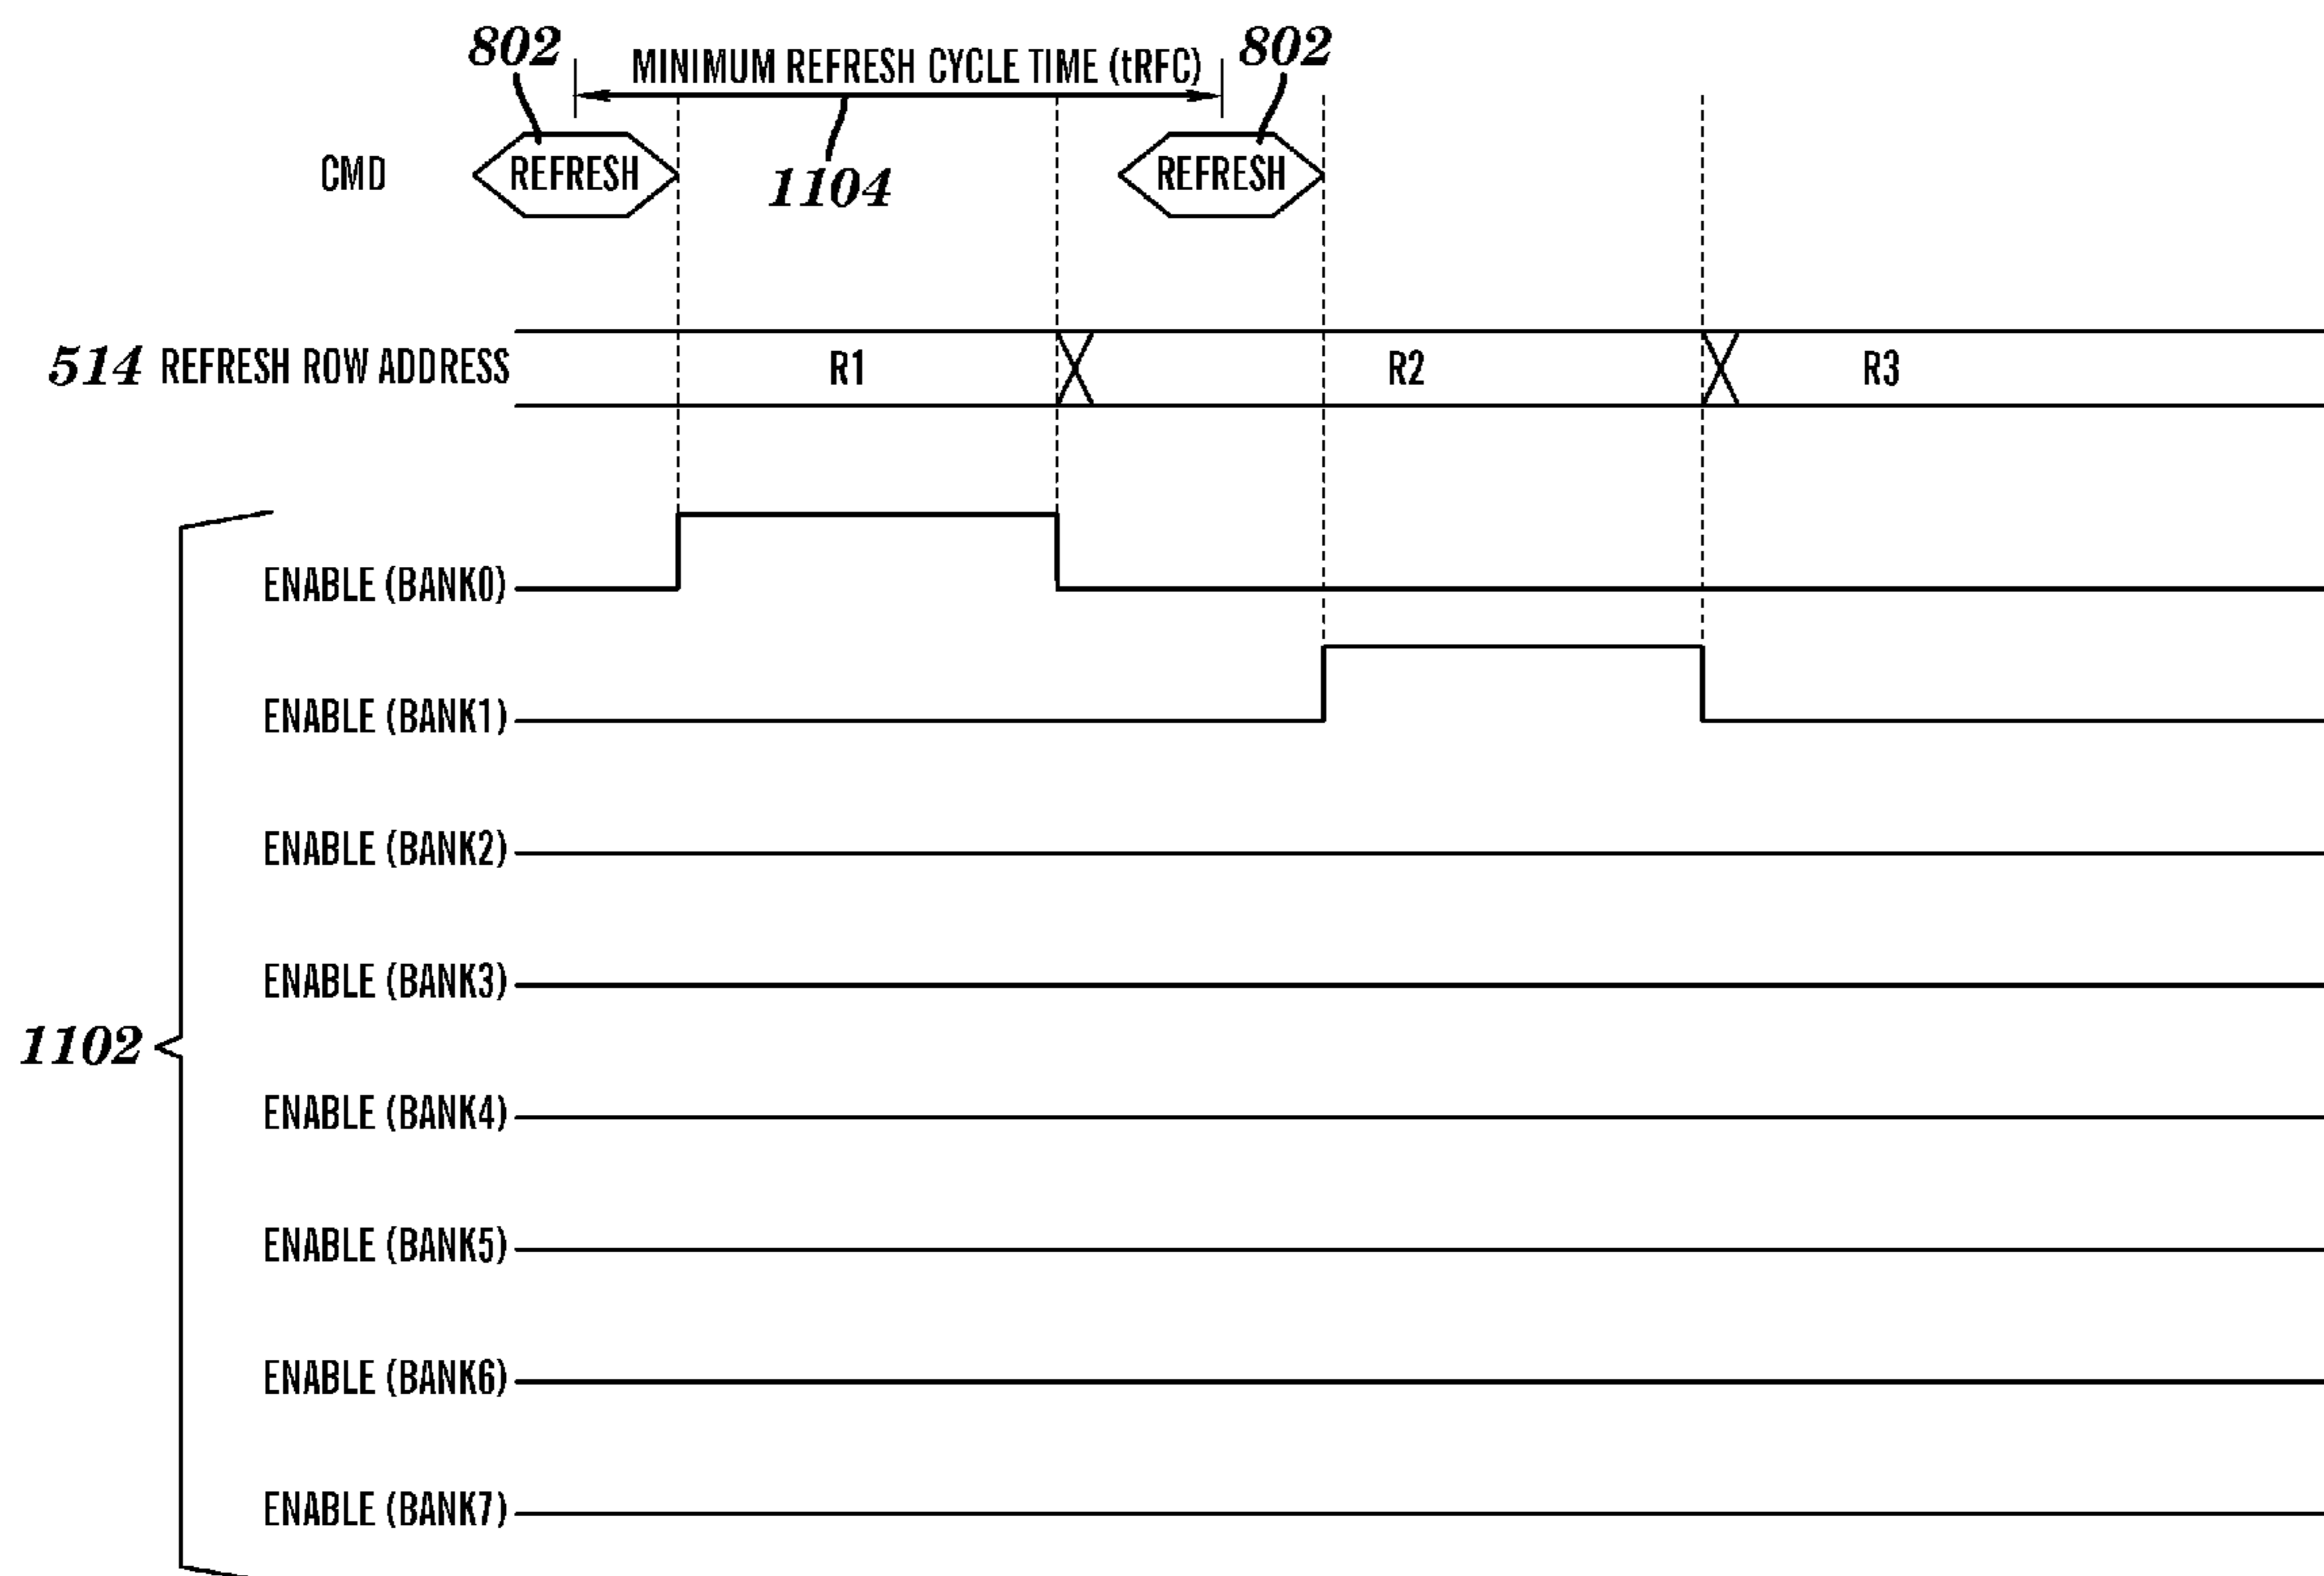 802 MINIMUM REFRESH CYCLE TIME (tRFC) 802
CMD REFRESH 1104 REFRESH
514 REFRESH ROW ADDRESS R1 R2 R3
ENABLE (BANK0)
ENABLE (BANK1)
ENABLE (BANK2)
ENABLE (BANK3)
1102
ENABLE (BANK4)
ENABLE (BANK5)
ENABLE (BANK6)
ENABLE (BANK7)